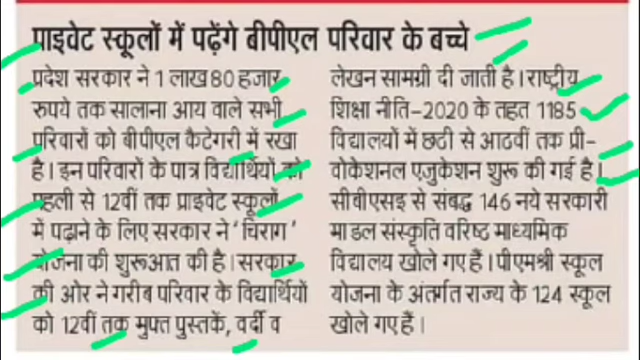 प्राइवेट स्कूलों में पढ़ेंगे बीपीएल परिवार के बच्चे
प्रदेश सरकार ने 1 लाख 80 हजार
रुपये तक सालाना आय वाले सभी
परिवारों को बीपीएल कैटेगरी में रखा
है। इन परिवारों के पात्र विद्यार्थियों को
पहली से 12वीं तक प्राइवेट स्कूलों
में पढ़ाने के लिए सरकार ने 'चिराग'
योजना की शुरूआत की है। सरकार
की ओर ने गरीब परिवार के विद्यार्थियों
को 12वीं तक मुफ्त पुस्तकें, वर्दी व
लेखन सामग्री दी जाती है। राष्ट्रीय
शिक्षा नीति-2020 के तहत 1185
विद्यालयों में छठी से आठवीं तक प्री-
वोकेशनल एजुकेशन शुरू की गई है।
सीबीएसइ से संबद्ध 146 नये सरकारी
माडल संस्कृति वरिष्ट माध्यमिक
विद्यालय खोले गए हैं। पीएमश्री स्कूल
योजना के अंतर्गत राज्य के 124 स्कूल
खोले गए हैं।